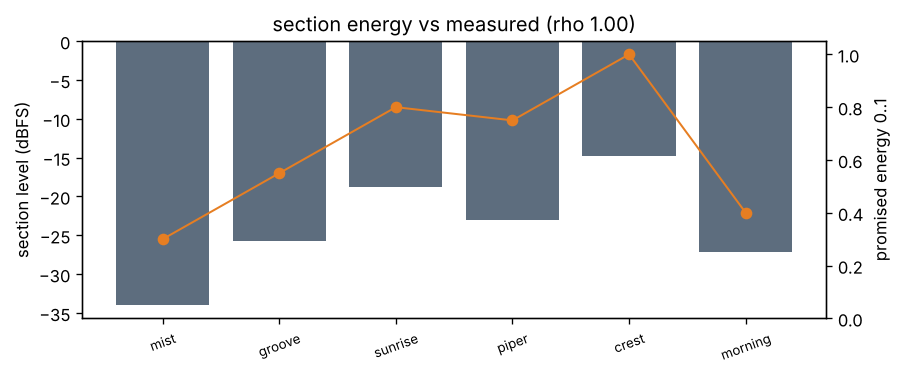 section energy vs measured (rho 1.00)
section level (dBFS)
0
−5
−10
−15
−20
−25
−30
−35
mist
groove
sunrise
piper
crest
morning
1.0
0.8
0.6
0.4
0.2
0.0
promised energy 0..1